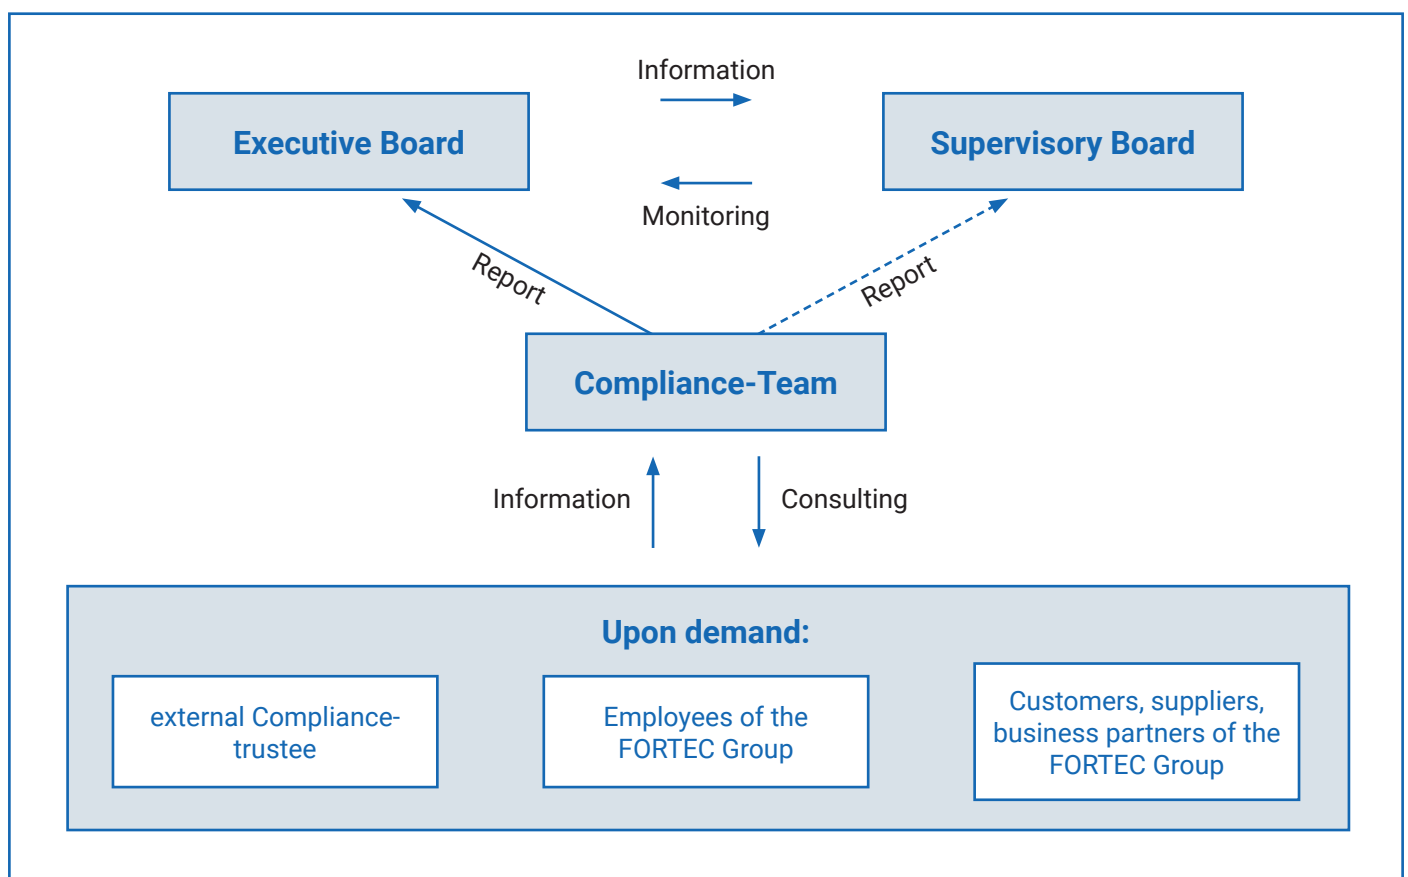 Information
Executive Board
Supervisory Board
Monitoring
Report
Report
Compliance-Team
Information
Consulting
Upon demand:
external Compliance-
trustee
Employees of the
FORTEC Group
Customers, suppliers,
business partners of the
FORTEC Group